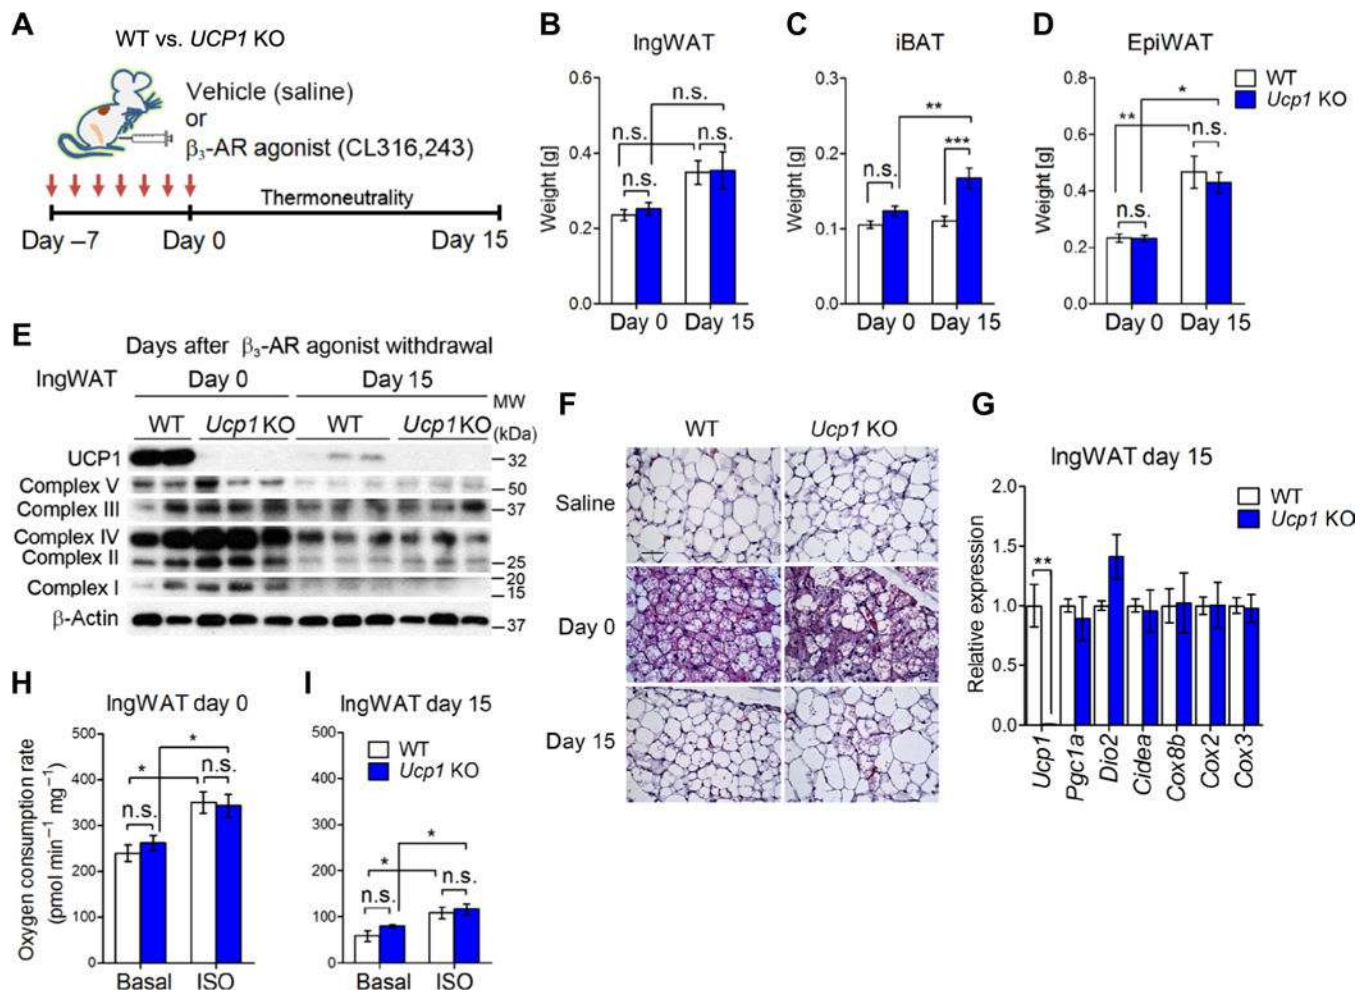 A
WT vs. UCP1 KO
Vehicle (saline)
or
β₃-AR agonist (CL316,243)
Thermoneutrality
Day –7 Day 0 Day 15
B
IngWAT
Weight [g]
0.6
0.4
0.2
0.0
n.s.
n.s. n.s.
n.s.
Day 0 Day 15
C
iBAT
Weight [g]
0.3
0.2
0.1
0.0
**
n.s. ***
Day 0 Day 15
D
EpiWAT
WT
Ucp1 KO
Weight [g]
0.8
0.6
0.4
0.2
0.0
*
** n.s.
n.s.
Day 0 Day 15
E
Days after β₃-AR agonist withdrawal
IngWAT Day 0 Day 15
MW
(kDa)
WT Ucp1 KO WT Ucp1 KO
UCP1 32
Complex V 50
Complex III 37
Complex IV
Complex II 25
20
Complex I 15
β-Actin 37
F
WT Ucp1 KO
Saline
Day 0
Day 15
G
IngWAT day 15
WT
Ucp1 KO
Relative expression
2.0
1.5
1.0
0.5
0.0
**
Ucp1 Pgc1a Dio2 Cidea Cox8b Cox2 Cox3
H
IngWAT day 0
Oxygen consumption rate
(pmol min⁻¹ mg⁻¹)
500
400
300
200
100
0
*
* n.s.
n.s.
Basal ISO
I
IngWAT day 15
WT
Ucp1 KO
500
400
300
200
100
0
*
* n.s.
n.s.
Basal ISO